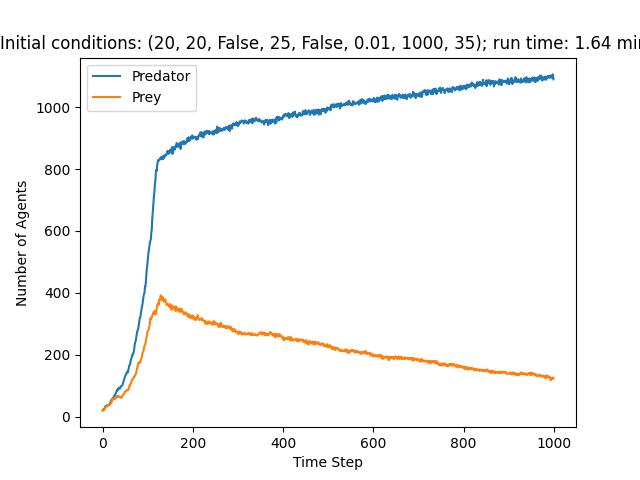 Initial conditions: (20, 20, False, 25, False, 0.01, 1000, 35); run time: 1.64 min
Predator
Prey
Number of Agents
1000
800
600
400
200
0
0 200 400 600 800 1000
Time Step